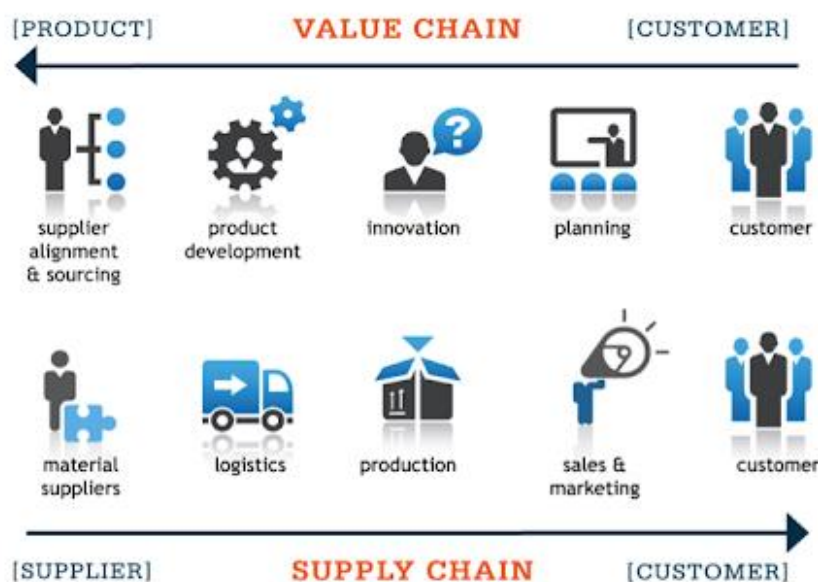 [PRODUCT] VALUE CHAIN [CUSTOMER]
?
supplier alignment & sourcing
product development
innovation
planning
customer
material suppliers
logistics
production
sales & marketing
customer
[SUPPLIER] SUPPLY CHAIN [CUSTOMER]